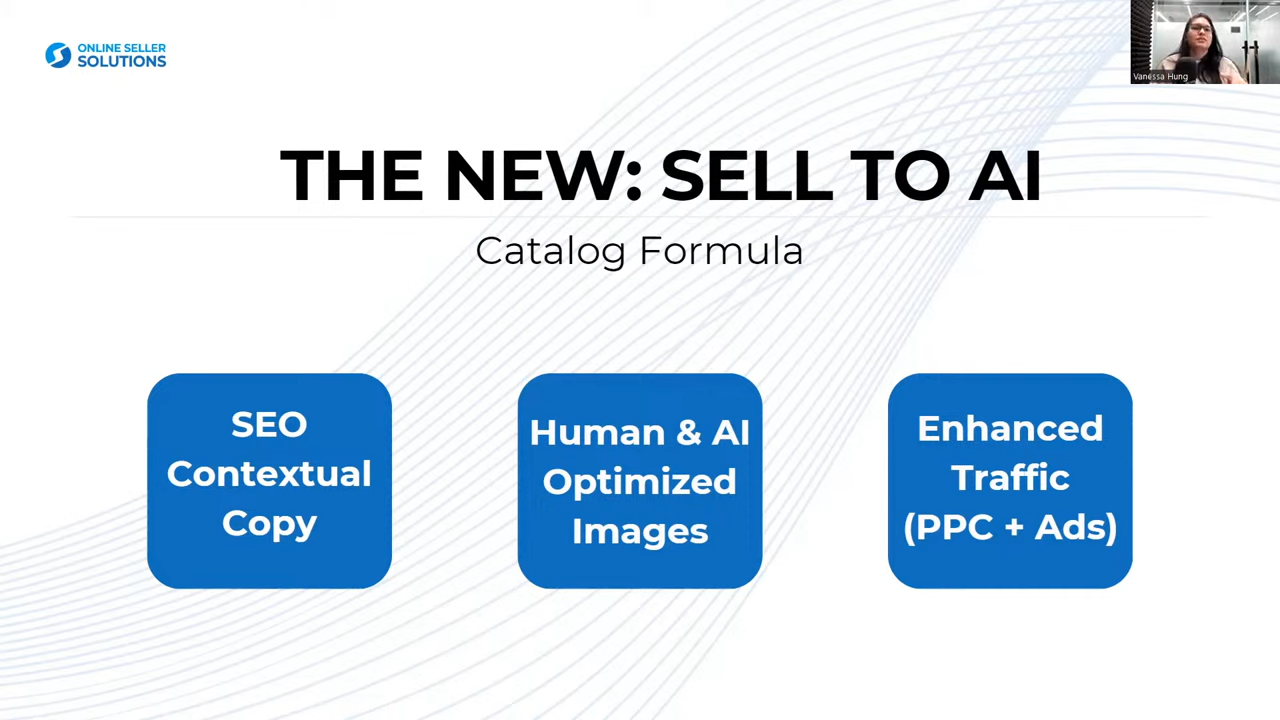 ONLINE SELLER
SOLUTIONS
Vanessa Hung
THE NEW: SELL TO AI
Catalog Formula
SEO
Contextual
Copy
Human & AI
Optimized
Images
Enhanced
Traffic
(PPC + Ads)